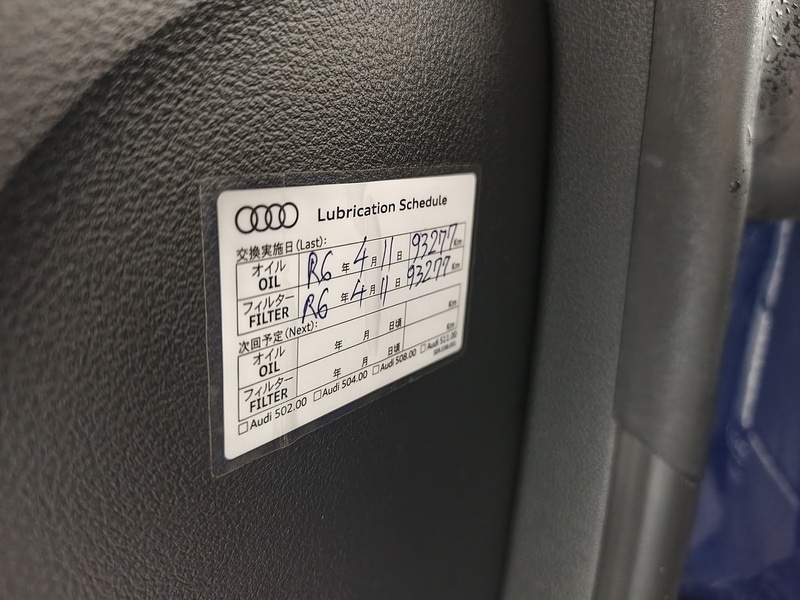 Lubrication Schedule
交換実施日(Last):
オイル OIL R6 年 4 月 11 日 93277 Km
フィルター FILTER R6 年 4 月 11 日 93277 Km
次回予定(Next):
オイル OIL 年 月 日頃 Km
フィルター FILTER 年 月 日頃 Km
□Audi 502.00 □Audi 504.00 □Audi 508.00 □Audi 511.00